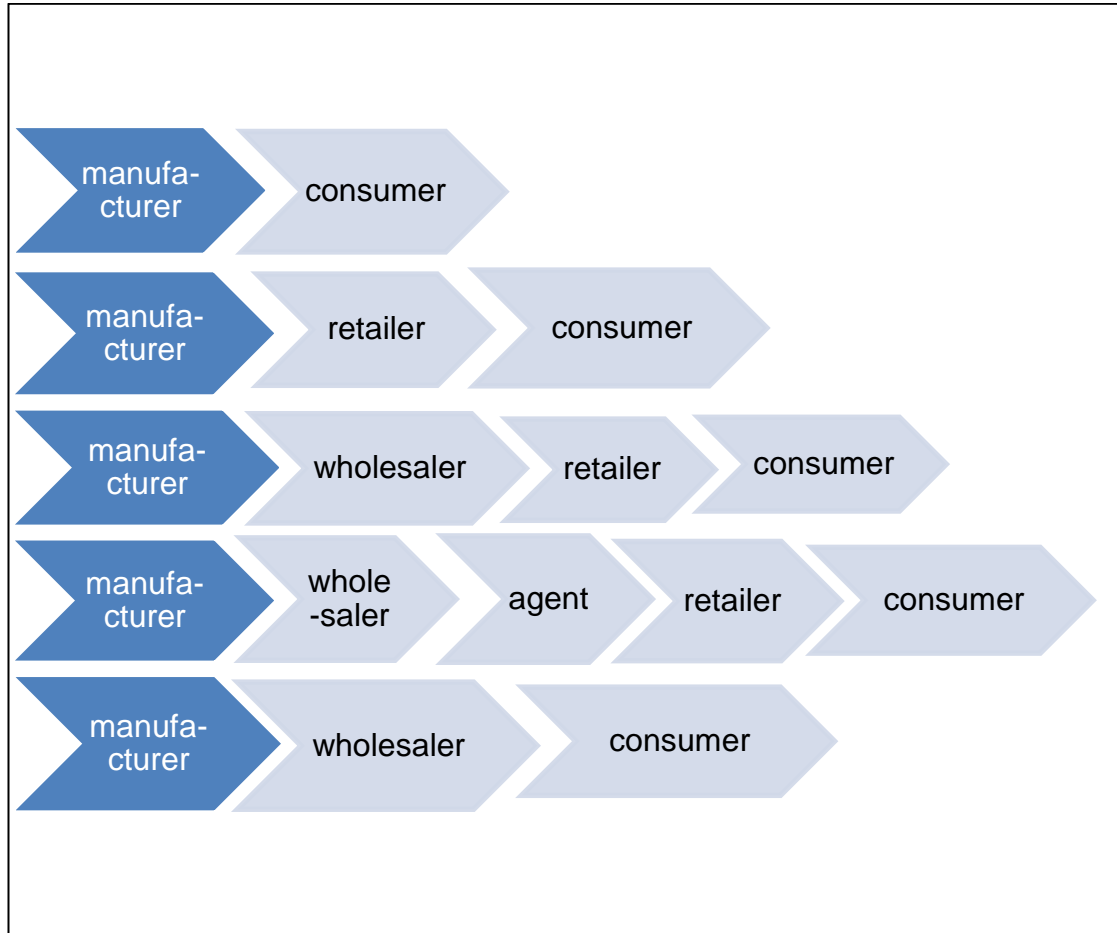 manufa-
cturer
consumer
manufa-
cturer
retailer
consumer
manufa-
cturer
wholesaler
retailer
consumer
manufa-
cturer
whole
-saler
agent
retailer
consumer
manufa-
cturer
wholesaler
consumer